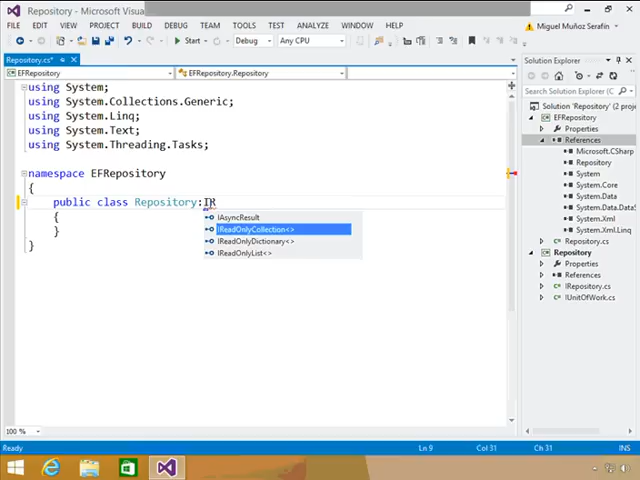 Repository - Microsoft Visua
FILE EDIT VIEW PROJECT BUILD DEBUG TEAM TOOLS TEST ANALYZE WINDOW HELP
Miguel Muñoz Serafín
Start Debug Any CPU
Repository.cs*
EFRepository
EFRepository.Repository
using System;
using System.Collections.Generic;
using System.Linq;
using System.Text;
using System.Threading.Tasks;
namespace EFRepository
{
public class Repository:IR
{
}
}
IAsyncResult
IReadOnlyCollection<>
IReadOnlyDictionary<>
IReadOnlyList<>
100 %
Solution Explorer
Search Solution Explorer
Solution 'Repository' (2 proje
EFRepository
Properties
References
Microsoft.CSharp
Repository
System
System.Core
System.Data
System.Xml
System.Xml.Linq
Repository.cs
Repository
Properties
References
IRepository.cs
IUnitOfWork.cs
Ready Ln 9 Col 31 Ch 31 INS